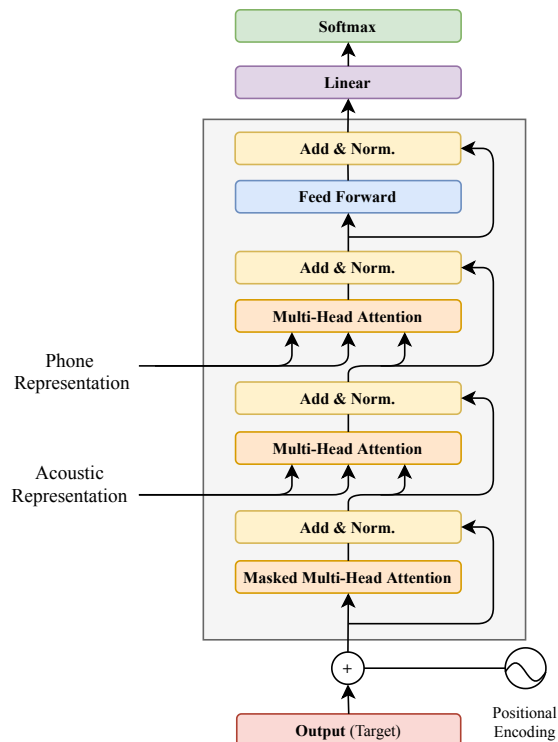 Softmax
Linear
Add & Norm.
Feed Forward
Add & Norm.
Multi-Head Attention
Phone
Representation
Add & Norm.
Multi-Head Attention
Acoustic
Representation
Add & Norm.
Masked Multi-Head Attention
+
Positional
Encoding
Output (Target)